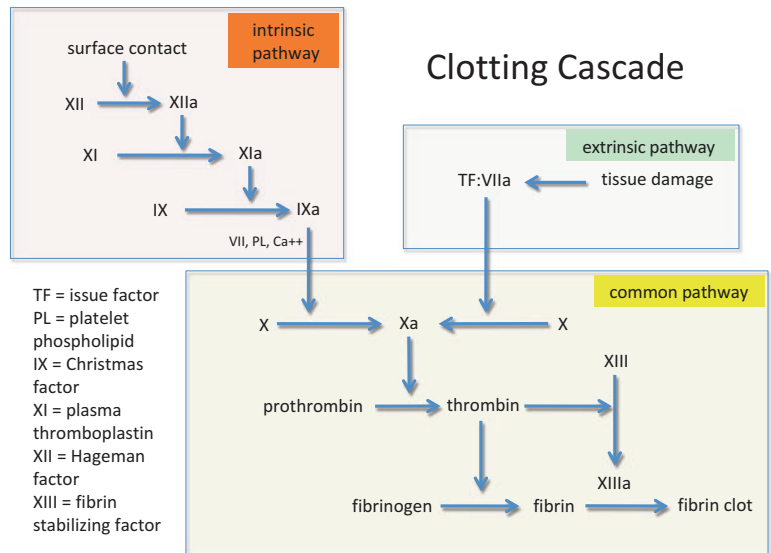 Clotting Cascade
intrinsic
pathway
surface contact
XII XIIa
XI XIa
IX IXa
VII, PL, Ca++
extrinsic pathway
TF:VIIa tissue damage
common pathway
X Xa X
XIII
prothrombin thrombin
XIIIa
fibrinogen fibrin fibrin clot
TF = issue factor
PL = platelet
phospholipid
IX = Christmas
factor
XI = plasma
thromboplastin
XII = Hageman
factor
XIII = fibrin
stabilizing factor